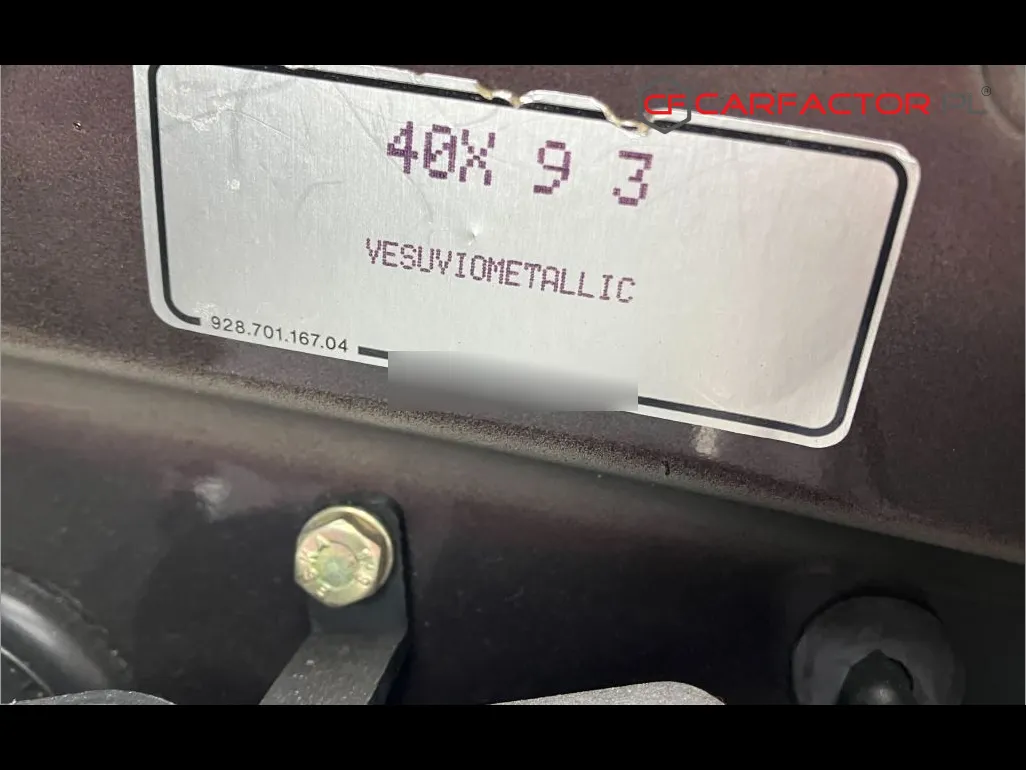 CF CARFACTOR.PL®
40X 9 3
VESUVIOMETALLIC
928.701.167.04